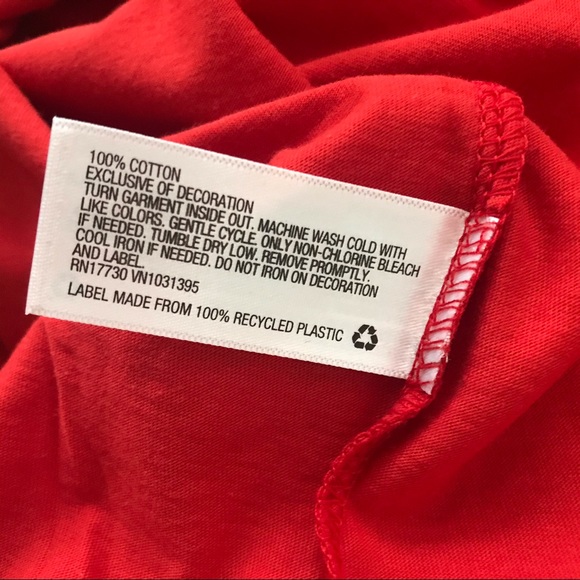 100% COTTON
EXCLUSIVE OF DECORATION
TURN GARMENT INSIDE OUT. MACHINE WASH COLD WITH
LIKE COLORS. GENTLE CYCLE. ONLY NON-CHLORINE BLEACH
IF NEEDED. TUMBLE DRY LOW. REMOVE PROMPTLY.
COOL IRON IF NEEDED. DO NOT IRON ON DECORATION
AND LABEL.
RN17730 VN1031395
LABEL MADE FROM 100% RECYCLED PLASTIC